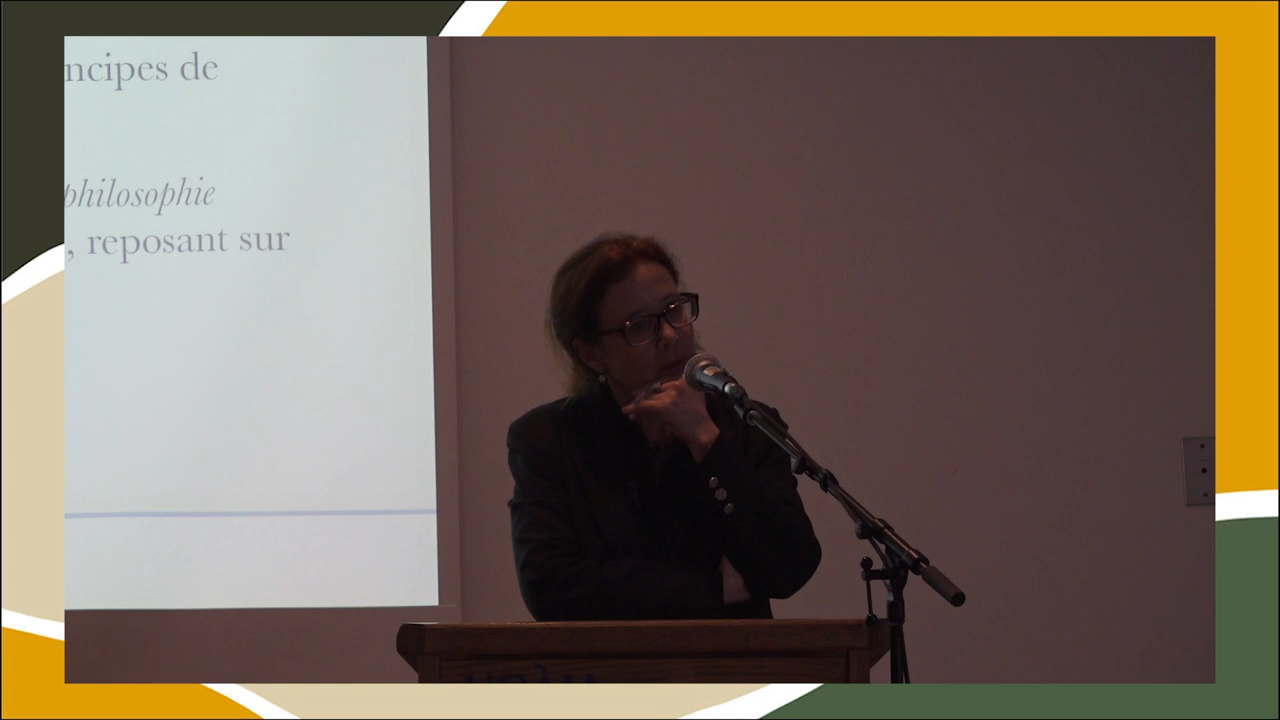 ncipes de
philosophie
, reposant sur